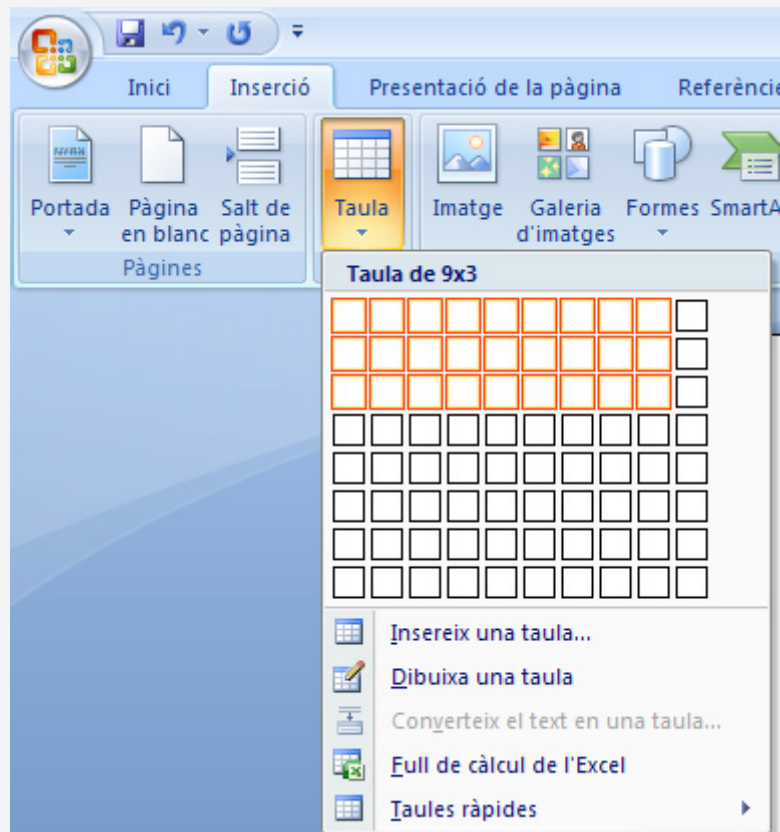 Inici Inserció Presentació de la pàgina Referèncie
Portada Pàgina en blanc Salt de pàgina Taula Imatge Galeria d'imatges Formes SmartA
Pàgines
Taula de 9x3
Insereix una taula...
Dibuixa una taula
Converteix el text en una taula...
Full de càlcul de l'Excel
Taules ràpides